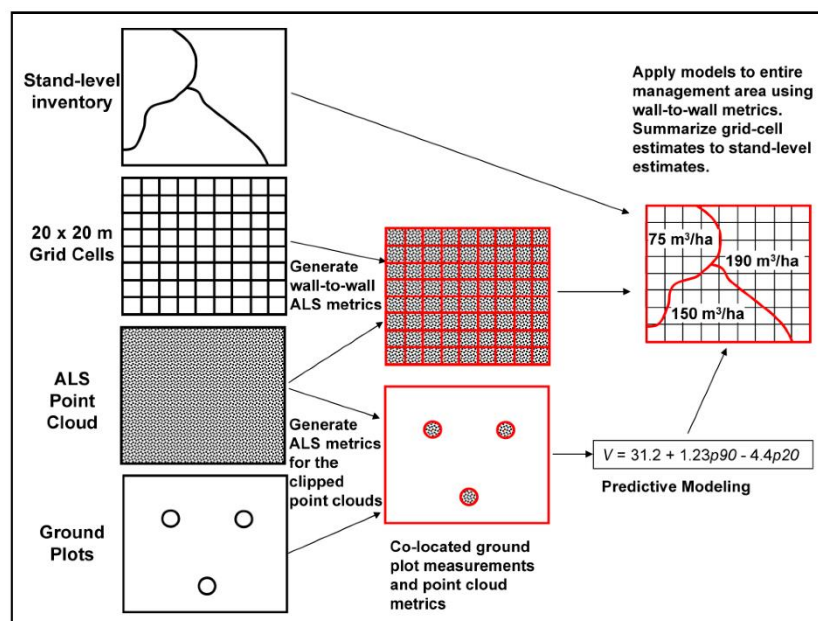 Stand-level
inventory
20 x 20 m
Grid Cells
ALS
Point
Cloud
Ground
Plots
Generate
wall-to-wall
ALS metrics
Generate
ALS metrics
for the
clipped
point clouds
Co-located ground
plot measurements
and point cloud
metrics
Apply models to entire
management area using
wall-to-wall metrics.
Summarize grid-cell
estimates to stand-level
estimates.
75 m³/ha
190 m³/ha
150 m³/ha
V = 31.2 + 1.23p90 - 4.4p20
Predictive Modeling